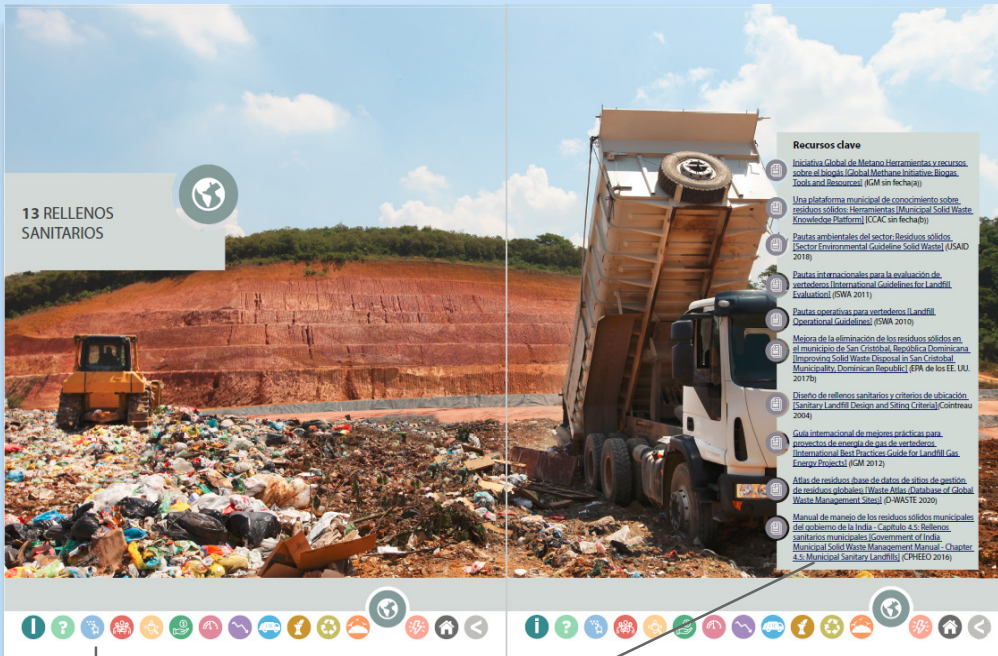 13 RELLENOS
SANITARIOS
Recursos clave
Iniciativa Global de Metano Herramientas y recursos
sobre el biogás [Global Methane Initiative: Biogas
Tools and Resources] (IGM sin fecha(a))
Una plataforma municipal de conocimiento sobre
residuos sólidos: Herramientas [Municipal Solid Waste
Knowledge Platform] (CCAC sin fecha(b))
Pautas ambientales del sector: Residuos sólidos
[Sector Environmental Guideline Solid Waste] (USAID
2018)
Pautas internacionales para la evaluación de
vertederos [International Guidelines for Landfill
Evaluation] (ISWA 2011)
Pautas operativas para vertederos [Landfill
Operational Guidelines] (ISWA 2010)
Mejora de la eliminación de los residuos sólidos en
el municipio de San Cristóbal, República Dominicana
[Improving Solid Waste Disposal in San Cristobal
Municipality, Dominican Republic] (EPA de los EE. UU.
2017b)
Diseño de rellenos sanitarios y criterios de ubicación
[Sanitary Landfill Design and Siting Criteria](Cointreau
2004)
Guía internacional de mejores prácticas para
proyectos de energía de gas de vertederos
[International Best Practices Guide for Landfill Gas
Energy Projects] (IGM 2012)
Atlas de residuos (base de datos de sitios de gestión
de residuos globales) [Waste Atlas (Database of Global
Waste Management Sites)] (D-WASTE 2020)
Manual de manejo de los residuos sólidos municipales
del gobierno de la India - Capítulo 4.5: Rellenos
sanitarios municipales [Government of India
Municipal Solid Waste Management Manual - Chapter
4.5: Municipal Sanitary Landfills] (CPHEEO 2016)